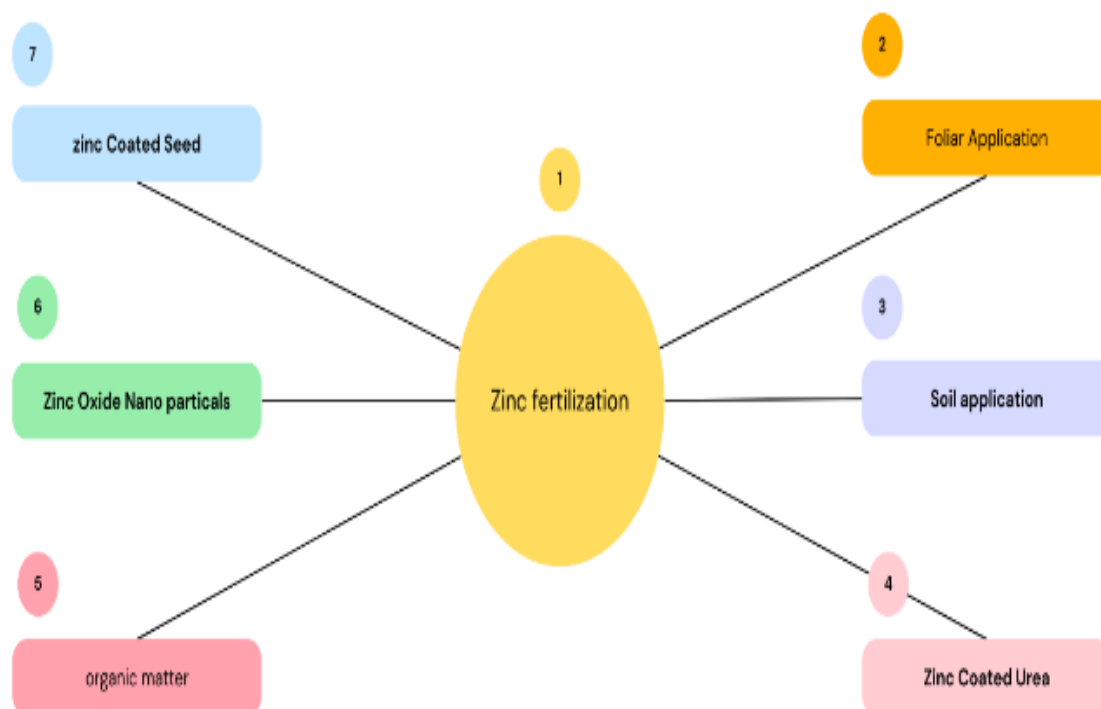 7
2
zinc Coated Seed
Foliar Application
1
6
3
Zinc Oxide Nano particals
Zinc fertilization
Soil application
5
4
organic matter
Zinc Coated Urea